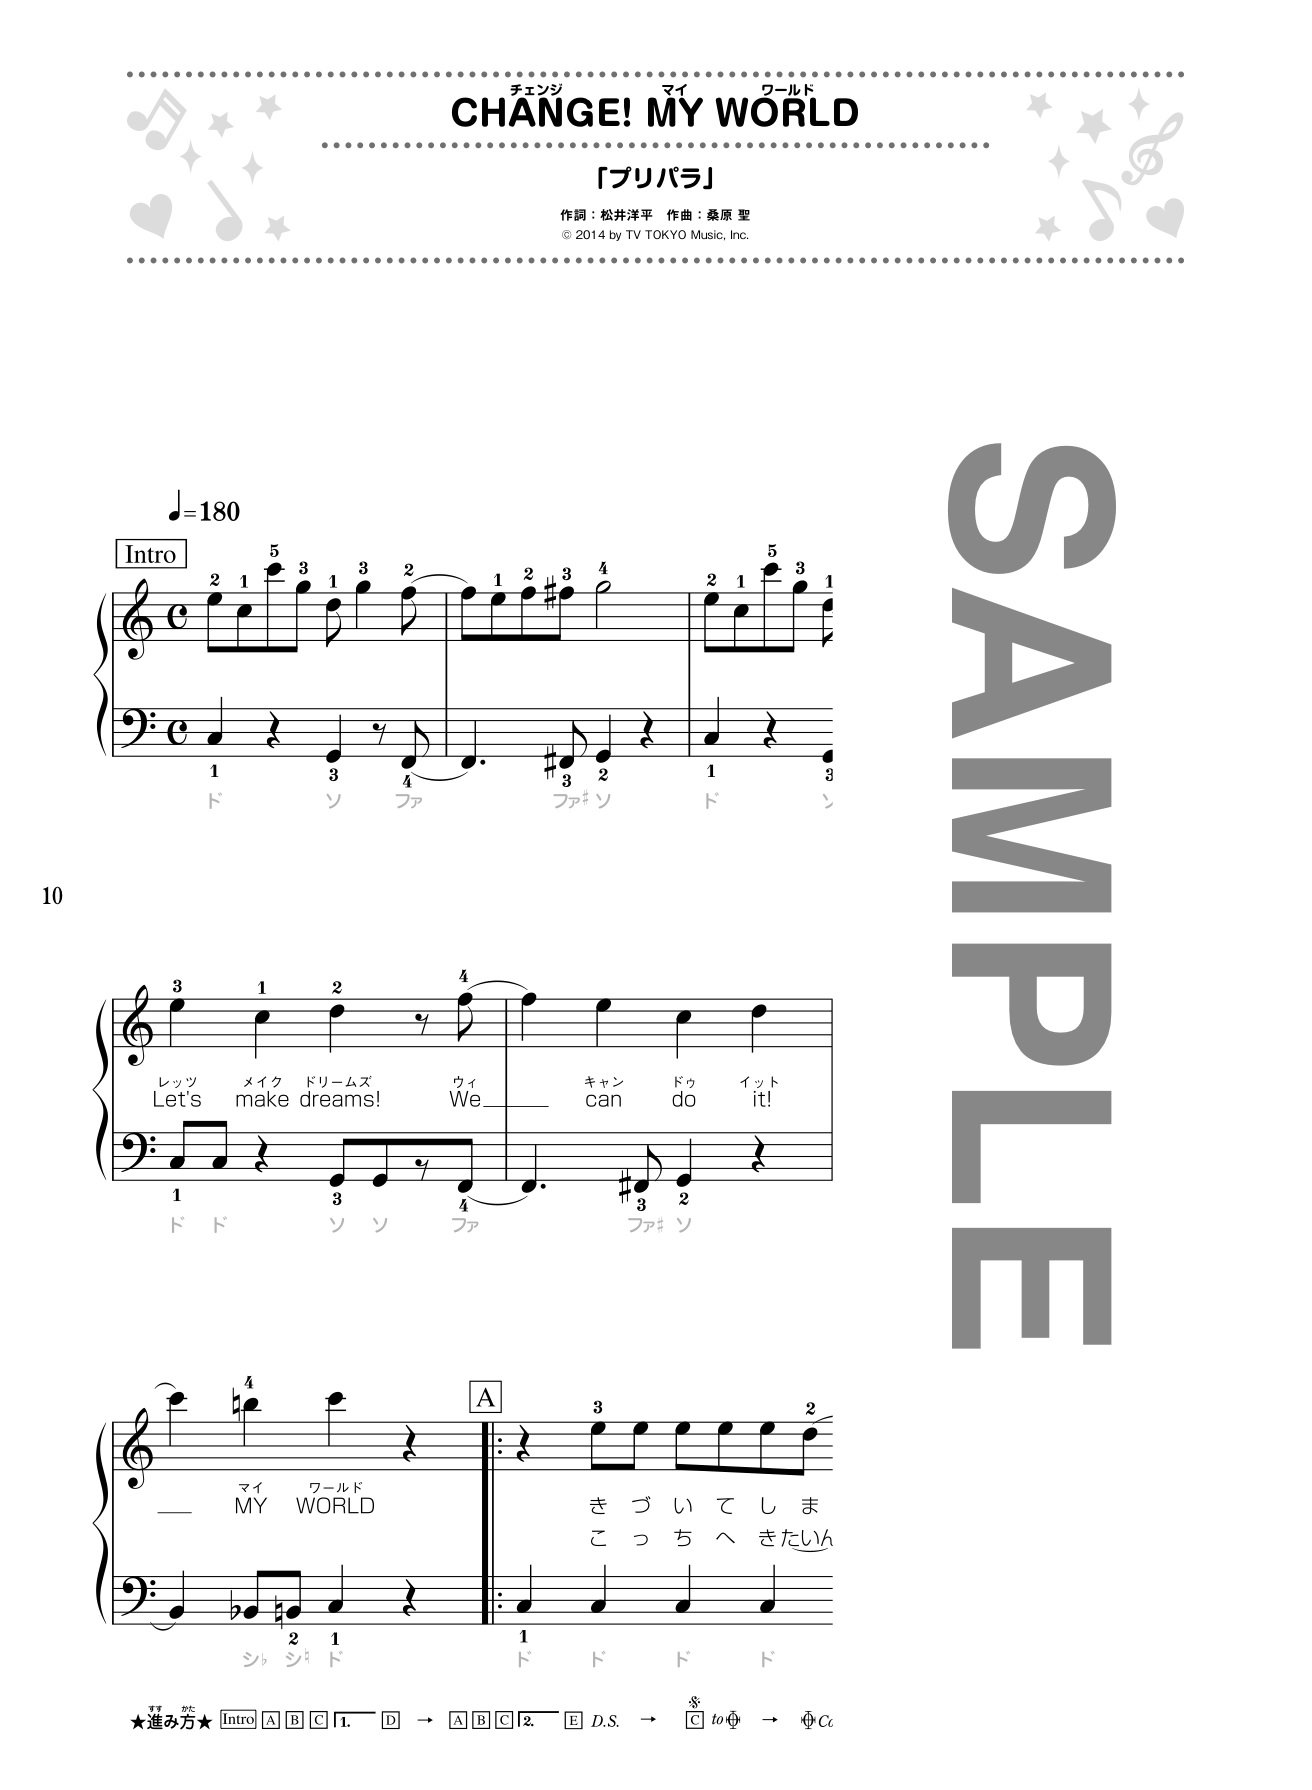 チェンジ マイ ワールド
CHANGE! MY WORLD
「プリパラ」
作詞：松井洋平　作曲：桑原 聖
© 2014 by TV TOKYO Music, Inc.
SAMPLE
♩=180
Intro
2 1 5 3 1 3 2 1 2 3 4 2 1 5 3 1
1 3 4 3 2 1 3
ド ソ ファ ファ♯ ソ ド ソ
10
3 1 2 4
レッツ メイク ドリームズ ウィ キャン ドゥ イット
Let's make dreams! We can do it!
1 3 4 3 2
ド ド ソ ソ ファ ファ♯ ソ
4 A 3 2
マイ ワールド
MY WORLD き づ い て し ま
こ っ ち へ きたいん
2 1 1
シ♭ シ♮ ド ド ド ド ド
すす かた
★進み方★ Intro A B C 1. D → A B C 2. E D.S. → 𝄋 C to 𝄌 → 𝄌 Co